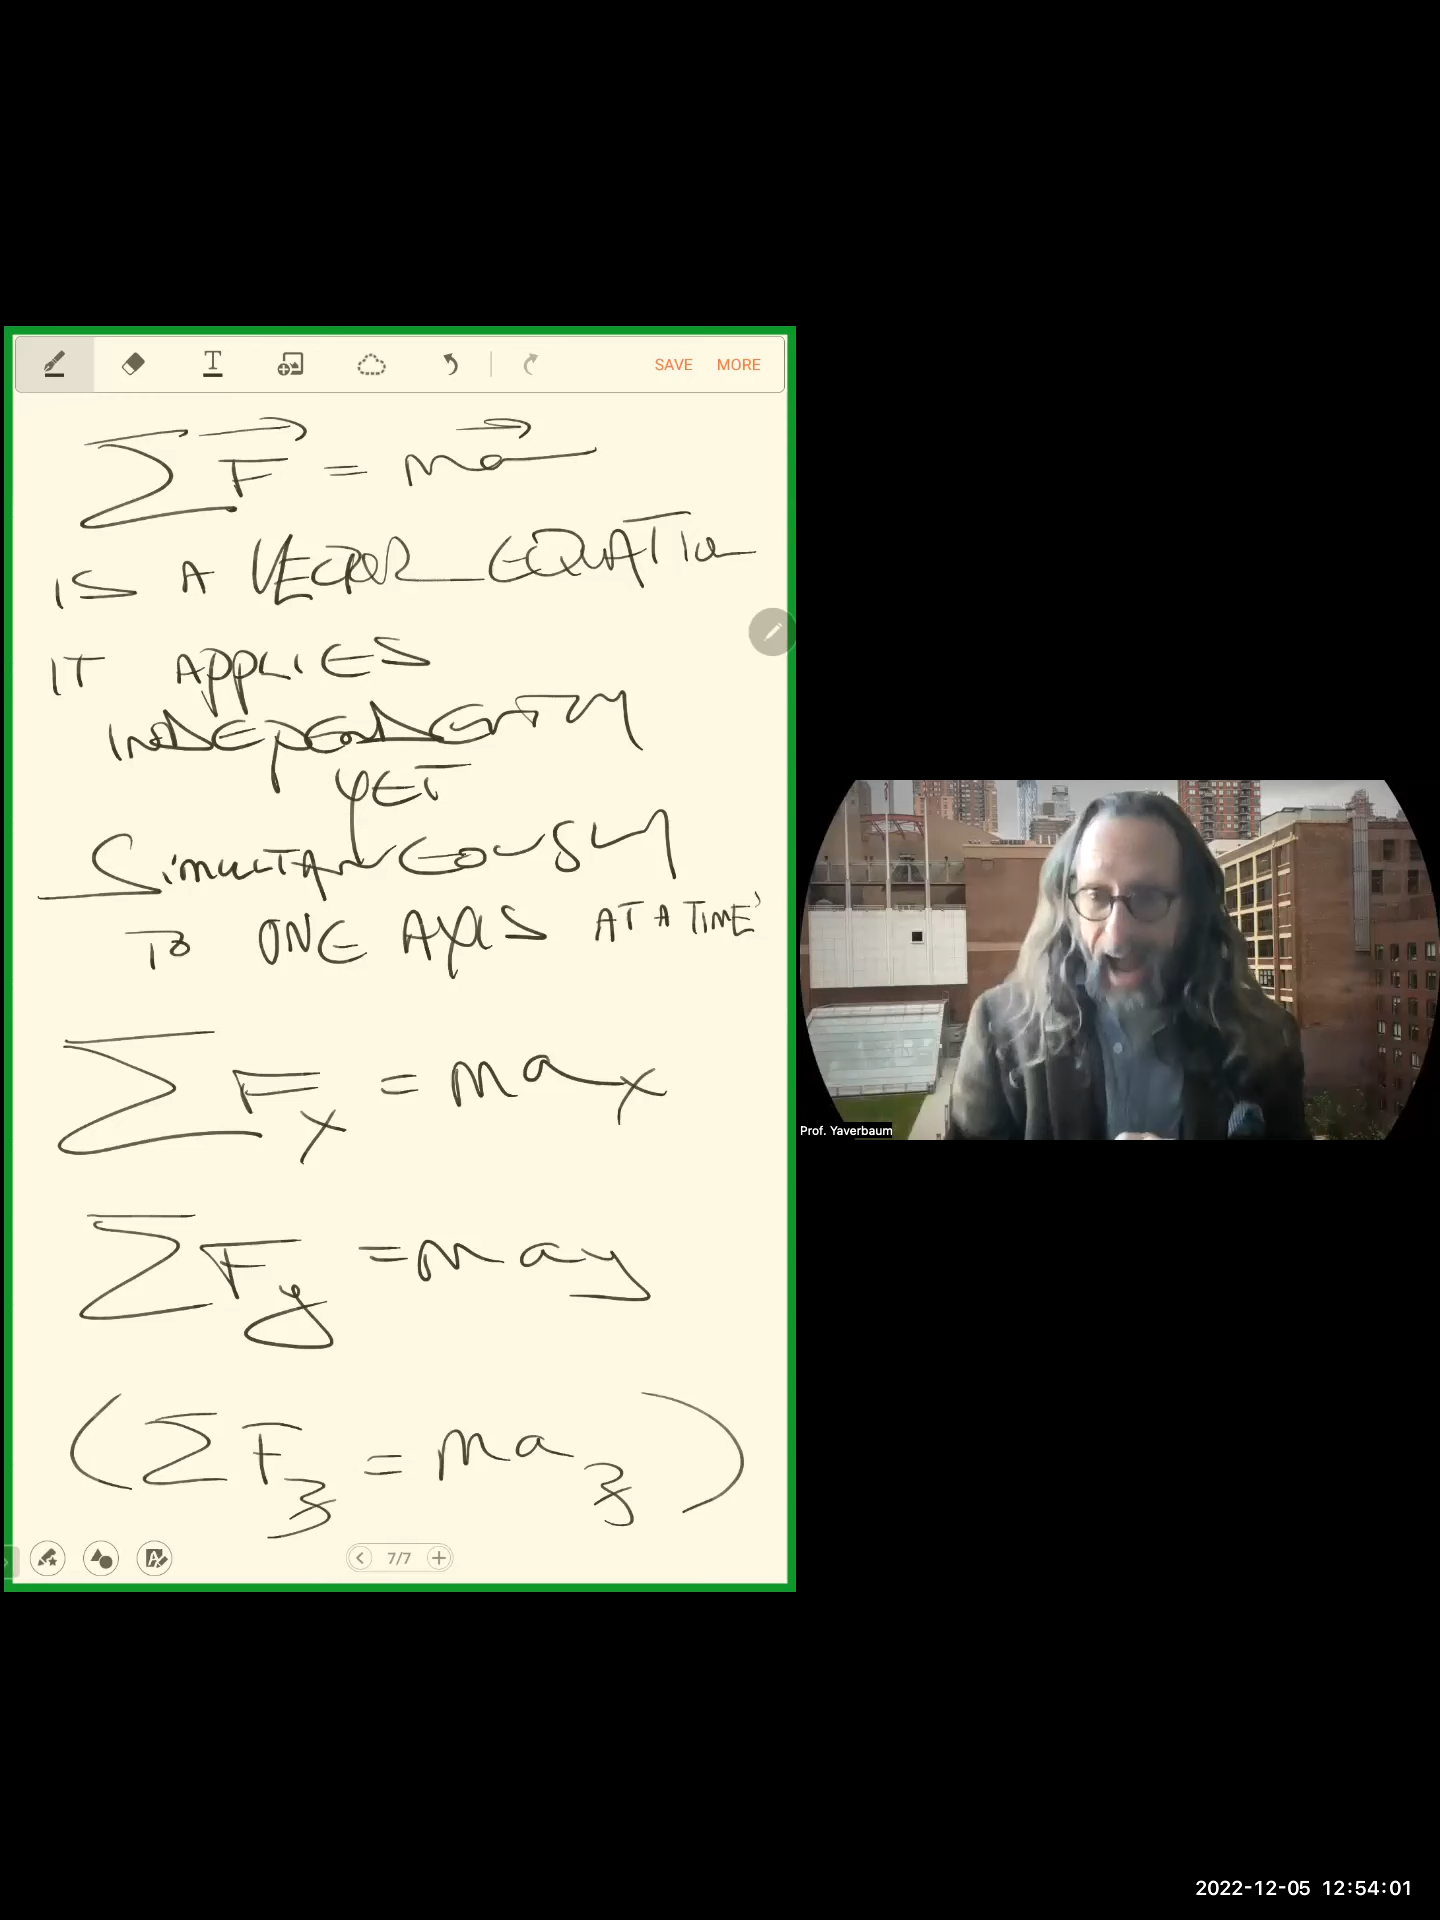 T SAVE MORE
ΣF⃗ = ma⃗
IS A VECTOR EQUATION
IT APPLIES
INDEPENDENTLY
YET
SIMULTANEOUSLY
TO ONE AXIS AT A TIME
ΣFx = max
ΣFy = may
(ΣFz = maz)
7/7
Prof. Yaverbaum
2022-12-05 12:54:01